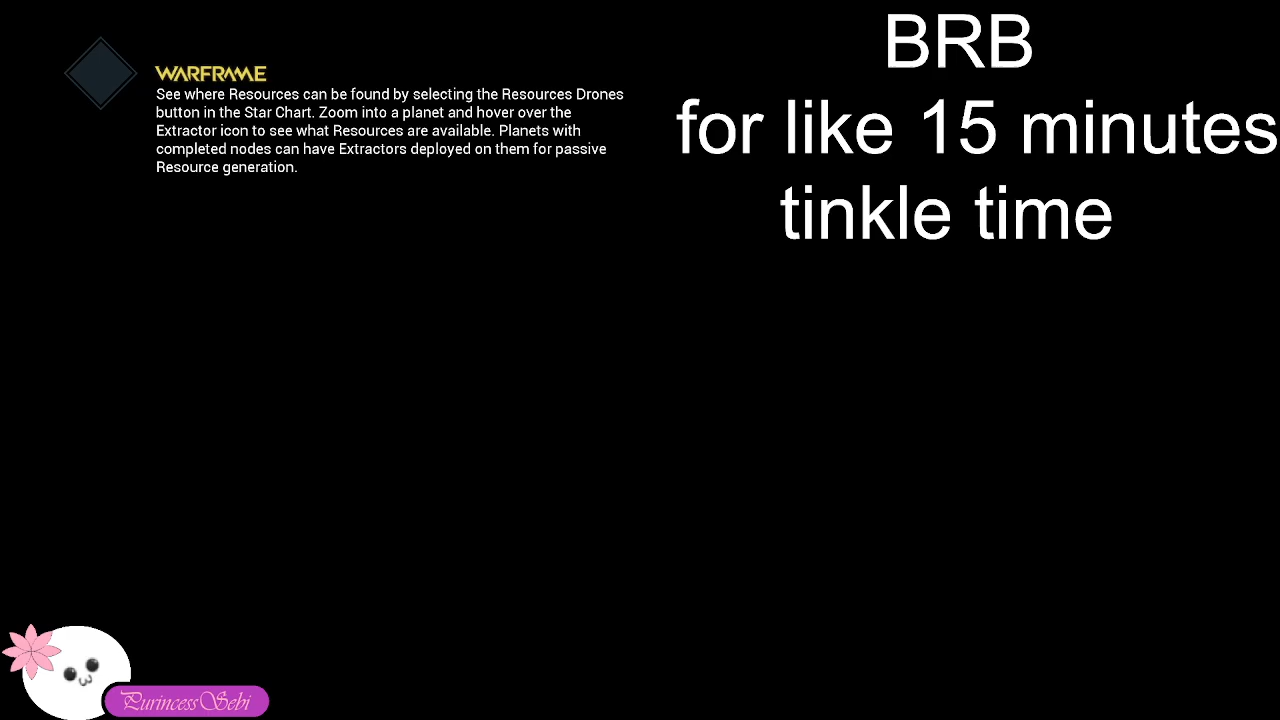 WARFRAME
See where Resources can be found by selecting the Resources Drones
button in the Star Chart. Zoom into a planet and hover over the
Extractor icon to see what Resources are available. Planets with
completed nodes can have Extractors deployed on them for passive
Resource generation.
BRB
for like 15 minutes
tinkle time
PurincessSebi